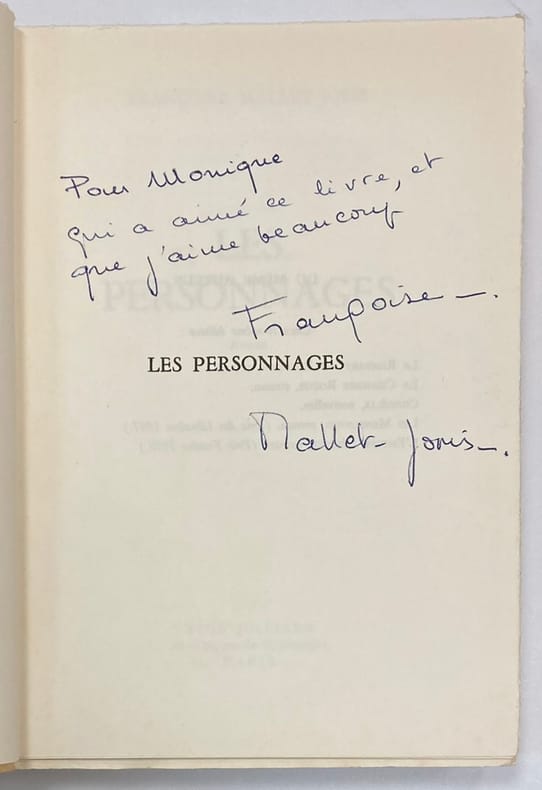 Pour Monique
qui a aimé ce livre, et
que j'aime beaucoup
Françoise
LES PERSONNAGES
Mallet-Joris